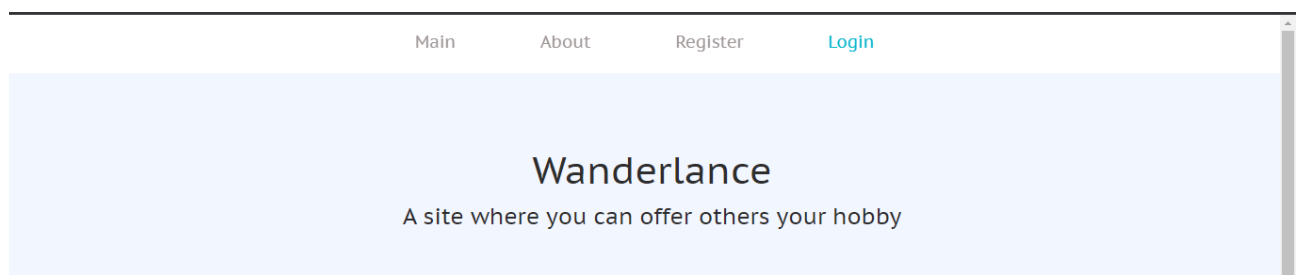 Main About Register Login
Wanderlance
A site where you can offer others your hobby